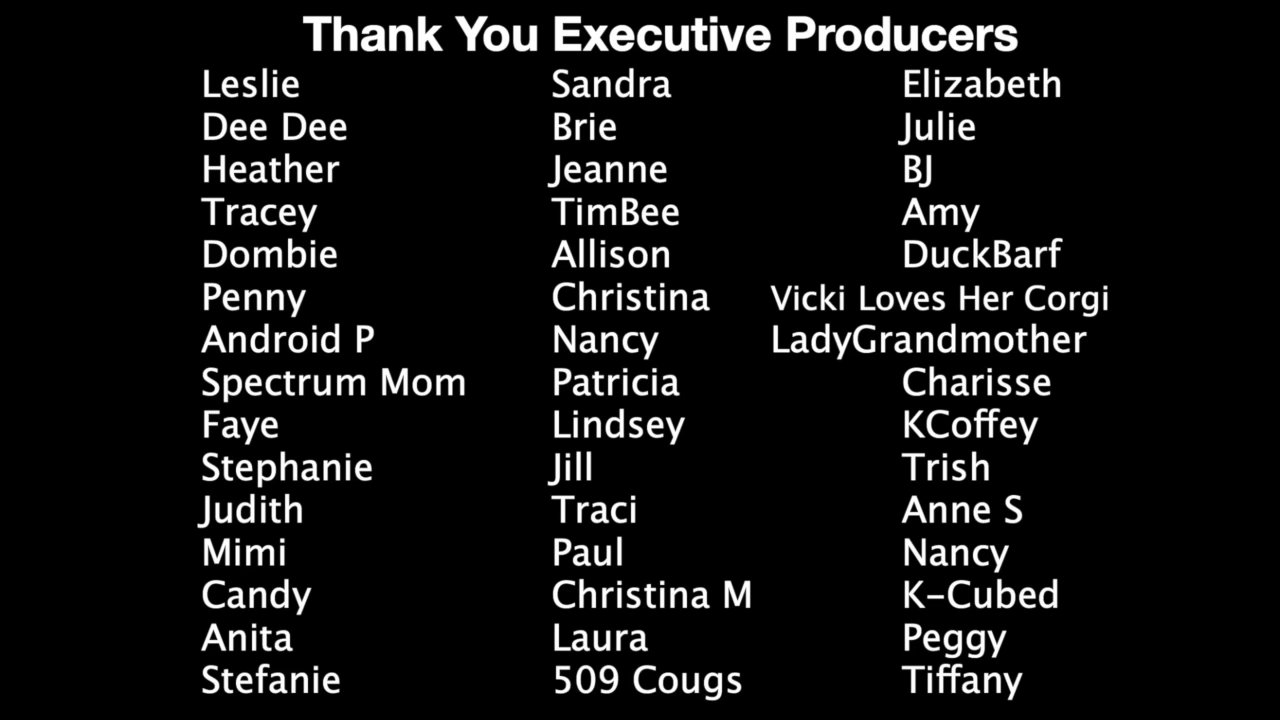 Thank You Executive Producers
Leslie Sandra Elizabeth
Dee Dee Brie Julie
Heather Jeanne BJ
Tracey TimBee Amy
Dombie Allison DuckBarf
Penny Christina Vicki Loves Her Corgi
Android P Nancy LadyGrandmother
Spectrum Mom Patricia Charisse
Faye Lindsey KCoffey
Stephanie Jill Trish
Judith Traci Anne S
Mimi Paul Nancy
Candy Christina M K-Cubed
Anita Laura Peggy
Stefanie 509 Cougs Tiffany